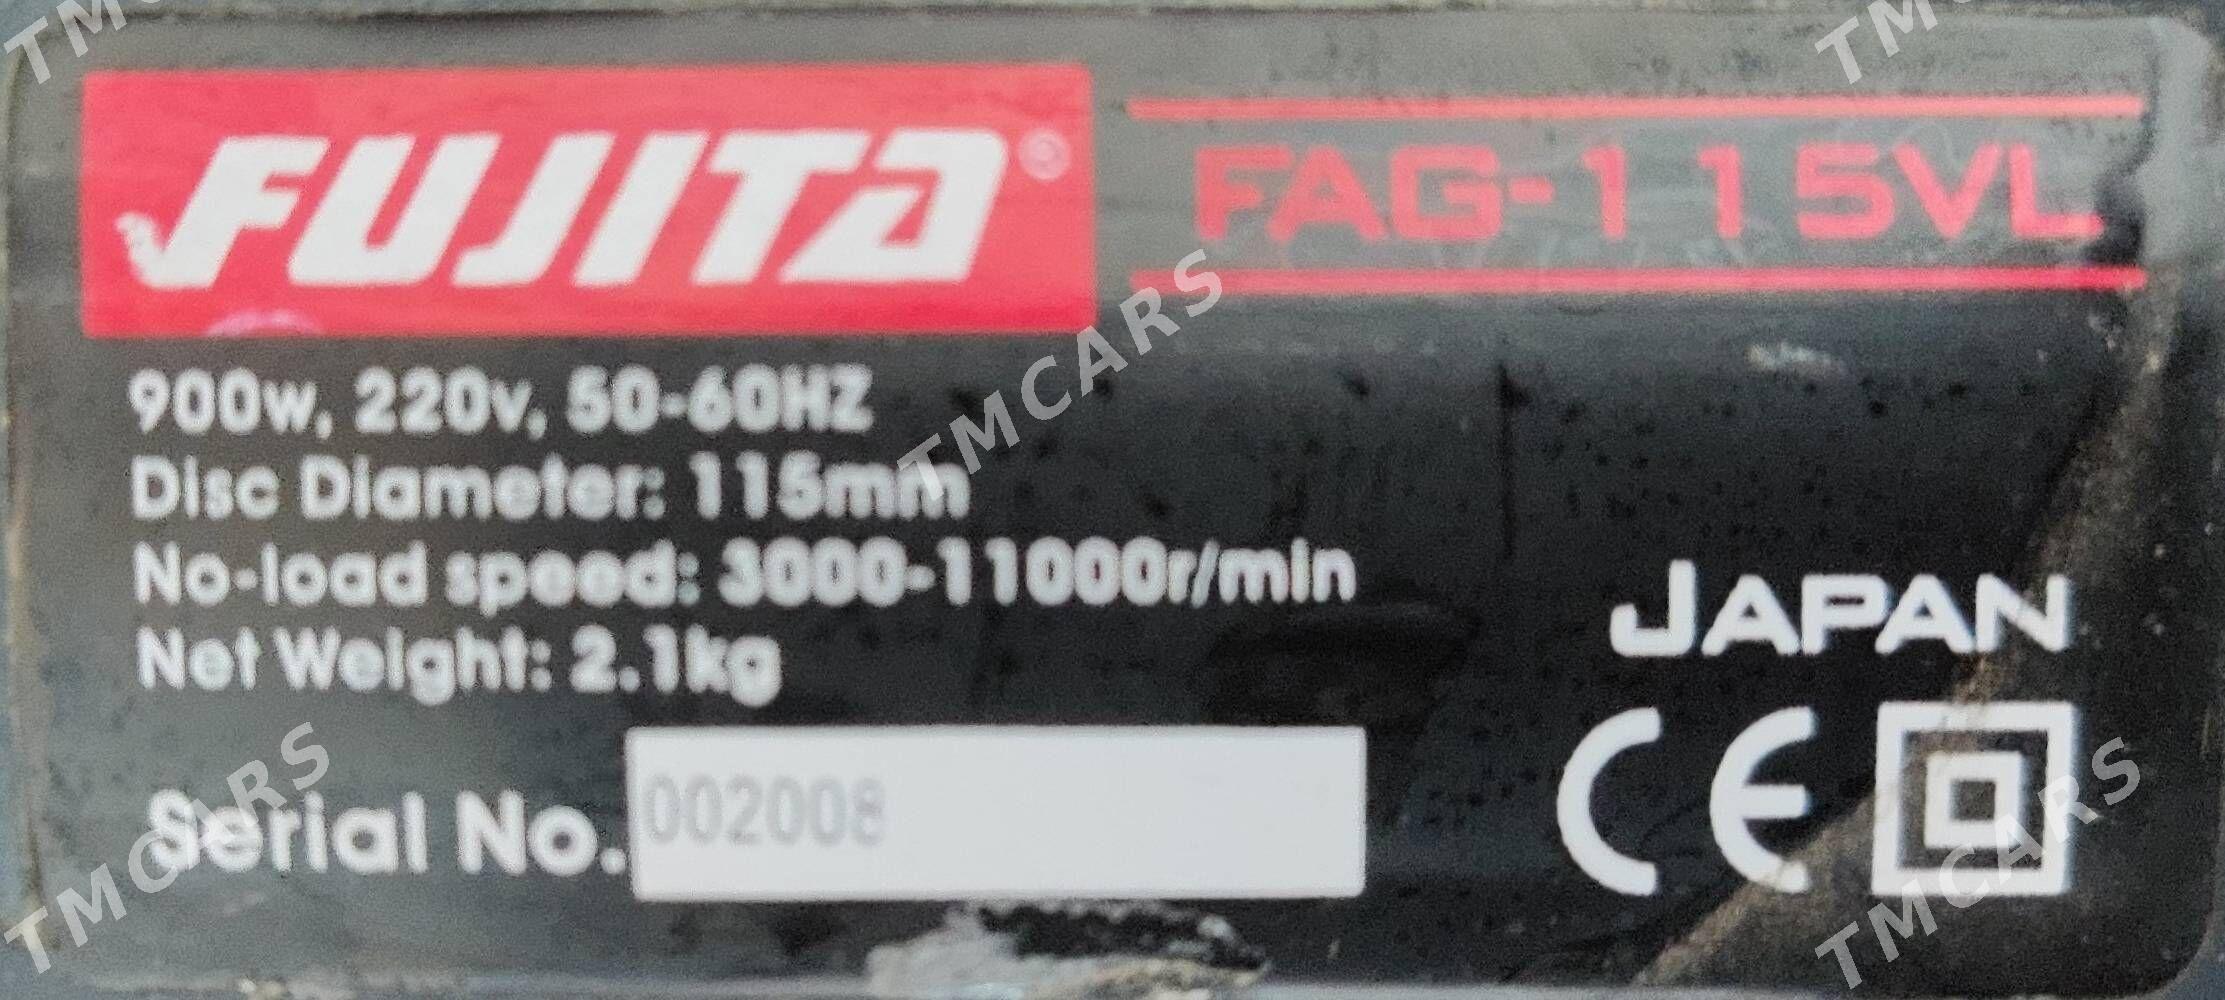 FUJITA ®
FAG-115VL
900w, 220v, 50-60HZ
Disc Diameter: 115mm
No-load speed: 3000-11000r/min
Net Weight: 2.1kg
JAPAN
Serial No. 002008
CE
TMCARS
TMCARS
TMCARS
TMCARS
TMCARS